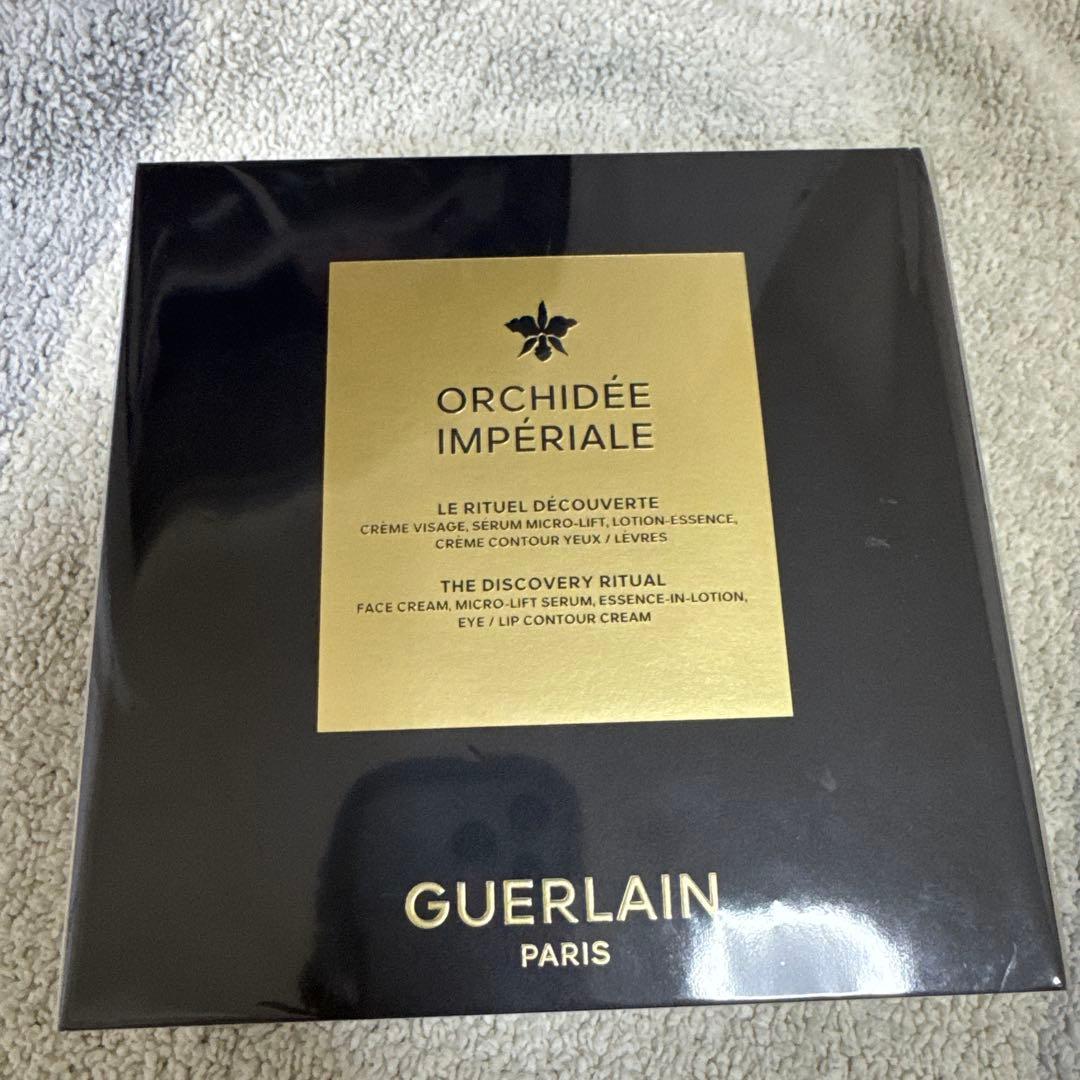 ORCHIDÉE
IMPÉRIALE
LE RITUEL DÉCOUVERTE
CRÈME VISAGE, SÉRUM MICRO-LIFT, LOTION-ESSENCE,
CRÈME CONTOUR YEUX / LÈVRES
THE DISCOVERY RITUAL
FACE CREAM, MICRO-LIFT SERUM, ESSENCE-IN-LOTION,
EYE / LIP CONTOUR CREAM
GUERLAIN
PARIS